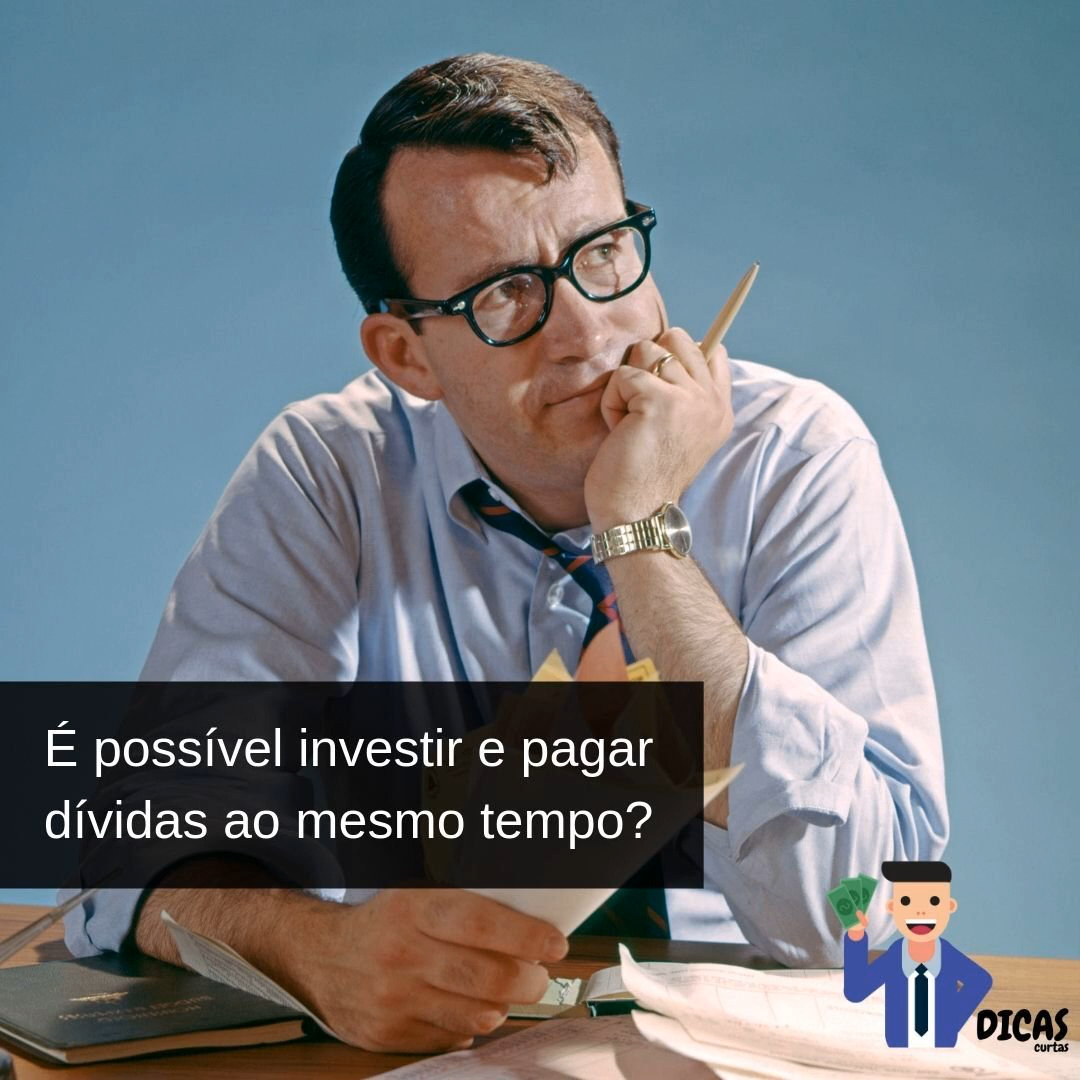 É possível investir e pagar
dívidas ao mesmo tempo?
DICAS
curtas